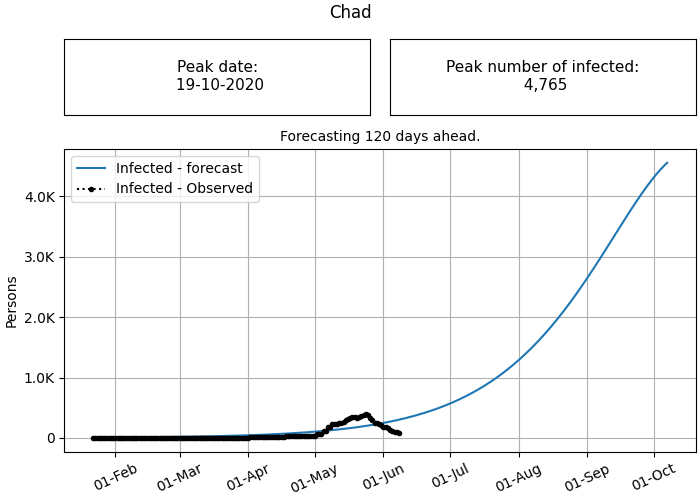 Chad
Peak date:
19-10-2020
Peak number of infected:
4,765
Forecasting 120 days ahead.
Infected - forecast
Infected - Observed
4.0K
3.0K
2.0K
1.0K
0
Persons
01-Feb
01-Mar
01-Apr
01-May
01-Jun
01-Jul
01-Aug
01-Sep
01-Oct